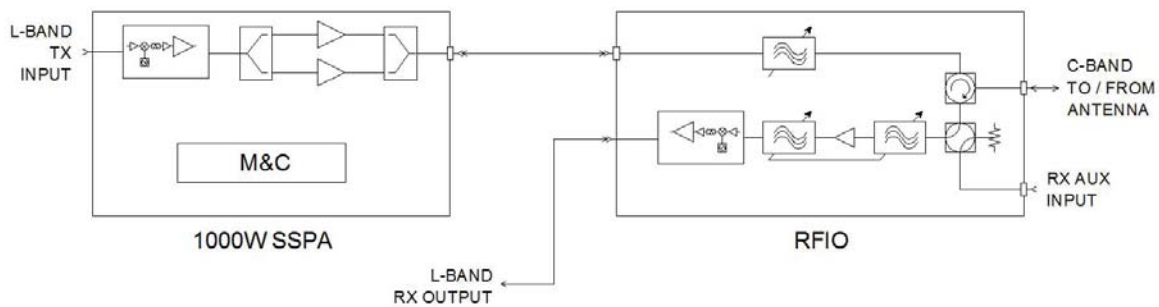 L-BAND
TX
INPUT
M&C
1000W SSPA
L-BAND
RX OUTPUT
C-BAND
TO / FROM
ANTENNA
RX AUX
INPUT
RFIO